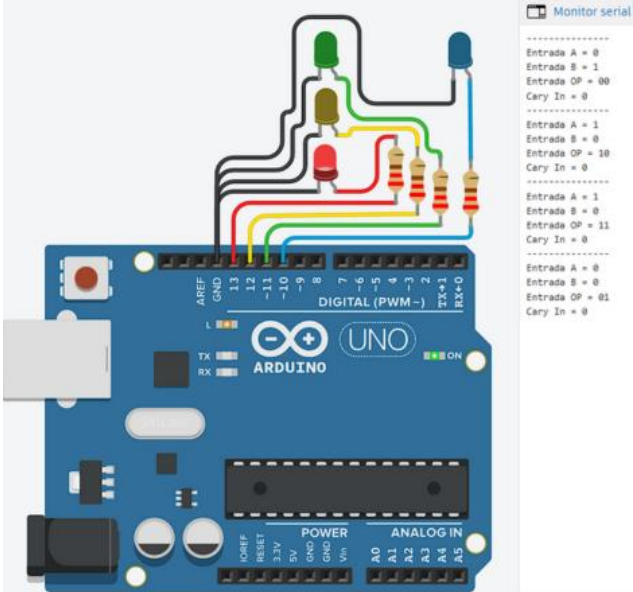 Monitor serial
----------------
Entrada A = 0
Entrada B = 1
Entrada OP = 00
Cary In = 0
----------------
Entrada A = 1
Entrada B = 0
Entrada OP = 10
Cary In = 0
----------------
Entrada A = 1
Entrada B = 0
Entrada OP = 11
Cary In = 0
----------------
Entrada A = 0
Entrada B = 0
Entrada OP = 01
Cary In = 0
AREF
GND
13
12
~11
~10
~9
8
7
~6
~5
4
~3
2
TX→1
RX←0
DIGITAL (PWM~)
L
TX
RX
UNO
ARDUINO
ON
POWER
ANALOG IN
IOREF
RESET
3.3V
5V
GND
GND
Vin
A0
A1
A2
A3
A4
A5